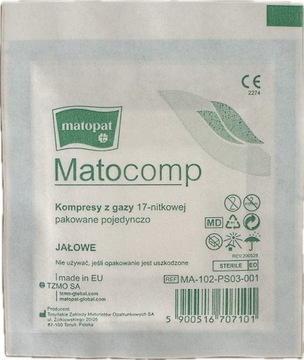 matopat
CE
2274
Matocomp
Kompresy z gazy 17-nitkowej
pakowane pojedynczo
MD
JAŁOWE
REV.200528
Nie używać, jeśli opakowanie jest uszkodzone
STERILE EO
made in EU
REF MA-102-PS03-001
TZMO SA
tzmo-global.com
matopat-global.com
Producent:
Toruńskie Zakłady Materiałów Opatrunkowych SA
ul. Żółkiewskiego 20/26
87-100 Toruń, Polska
5 900516 707101